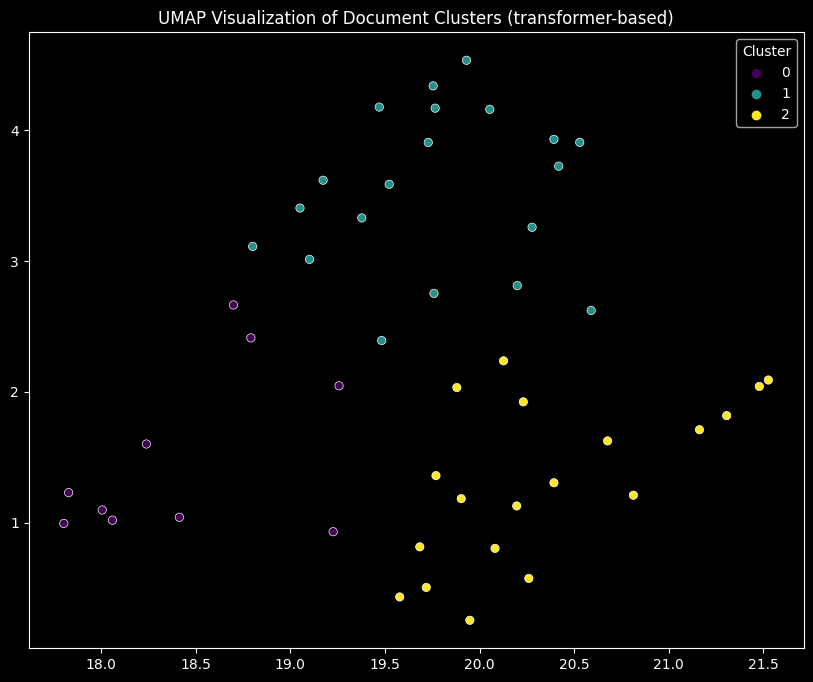 UMAP Visualization of Document Clusters (transformer-based)
Cluster
0
1
2
4
3
2
1
18.0 18.5 19.0 19.5 20.0 20.5 21.0 21.5